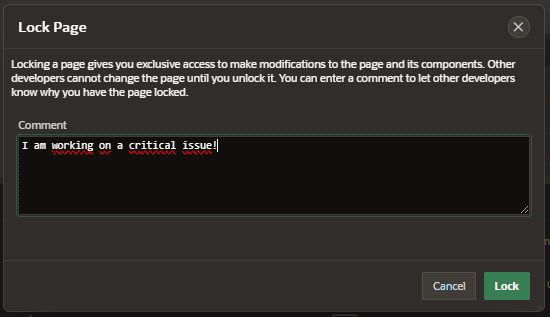 Lock Page
Locking a page gives you exclusive access to make modifications to the page and its components. Other
developers cannot change the page until you unlock it. You can enter a comment to let other developers
know why you have the page locked.
Comment
I am working on a critical issue!
Cancel
Lock